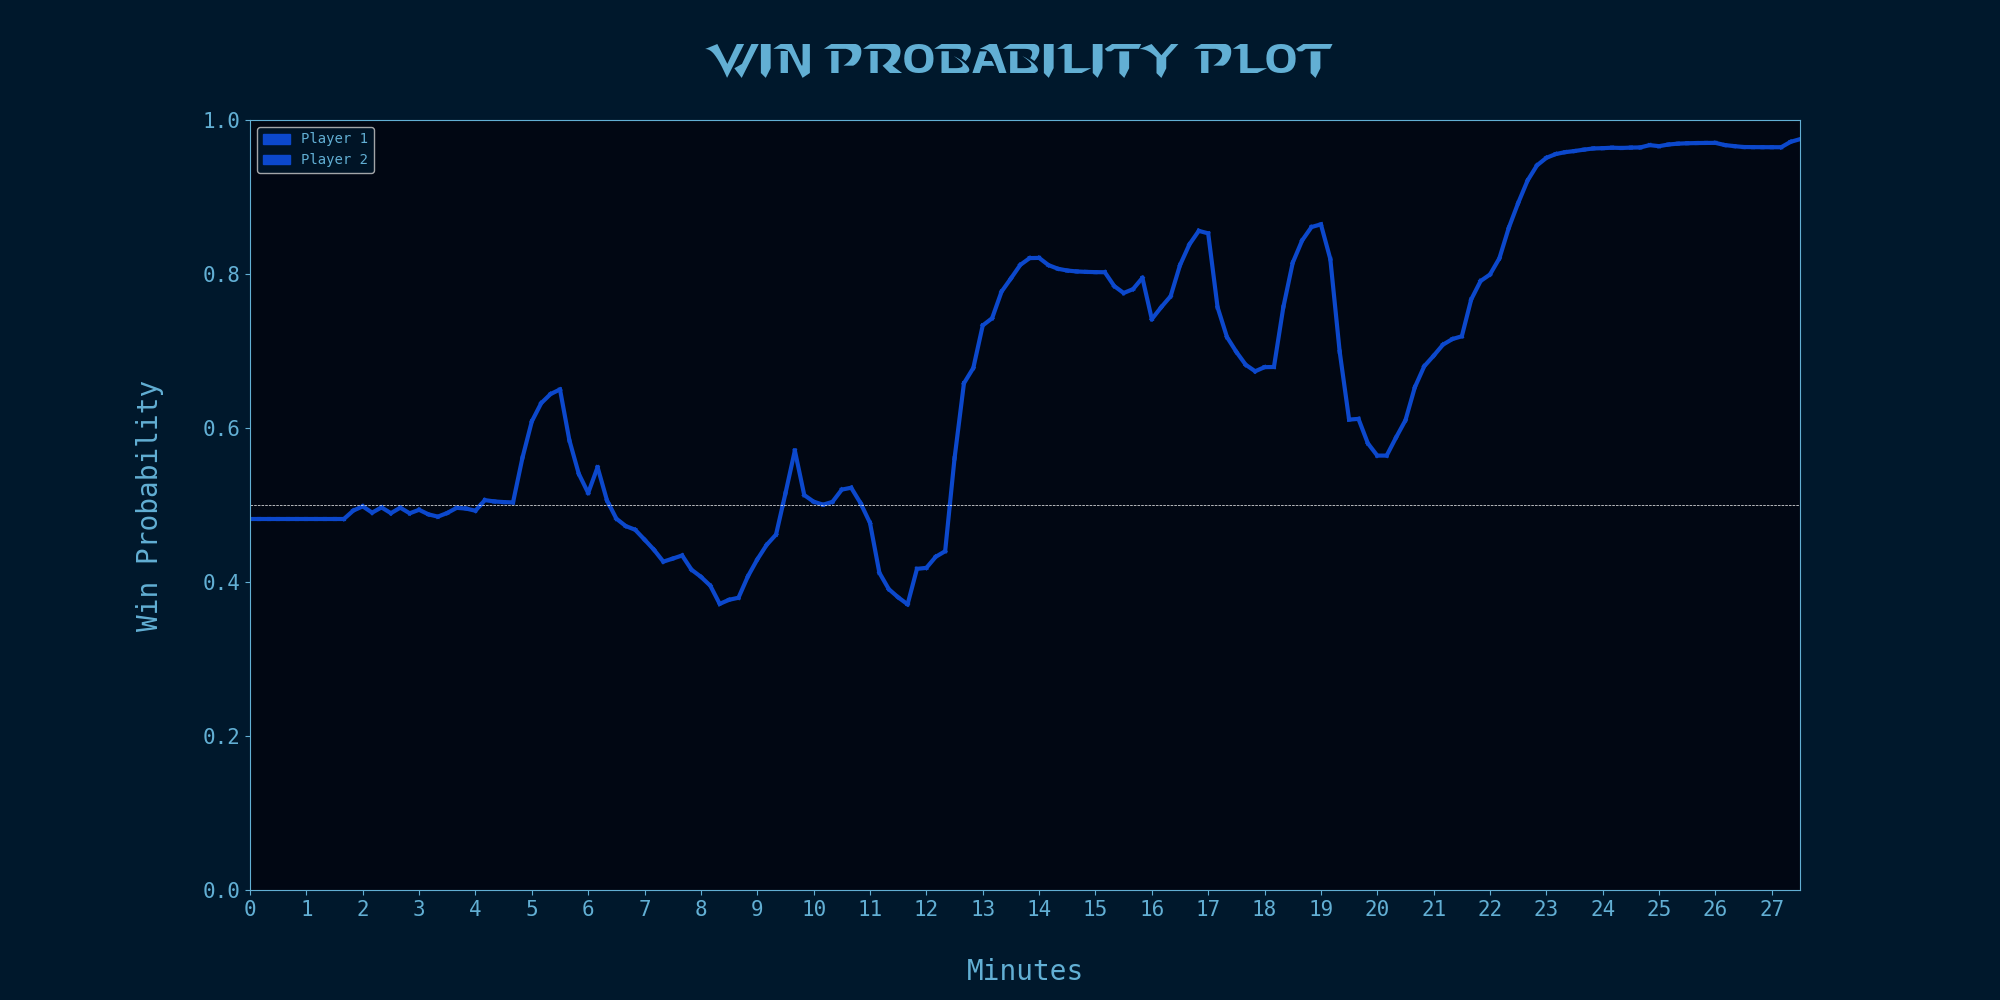 WIN PROBABILITY PLOT
1.0
Player 1
Player 2
0.8
0.6
Win Probability
0.4
0.2
0.0
0 1 2 3 4 5 6 7 8 9 10 11 12 13 14 15 16 17 18 19 20 21 22 23 24 25 26 27
Minutes